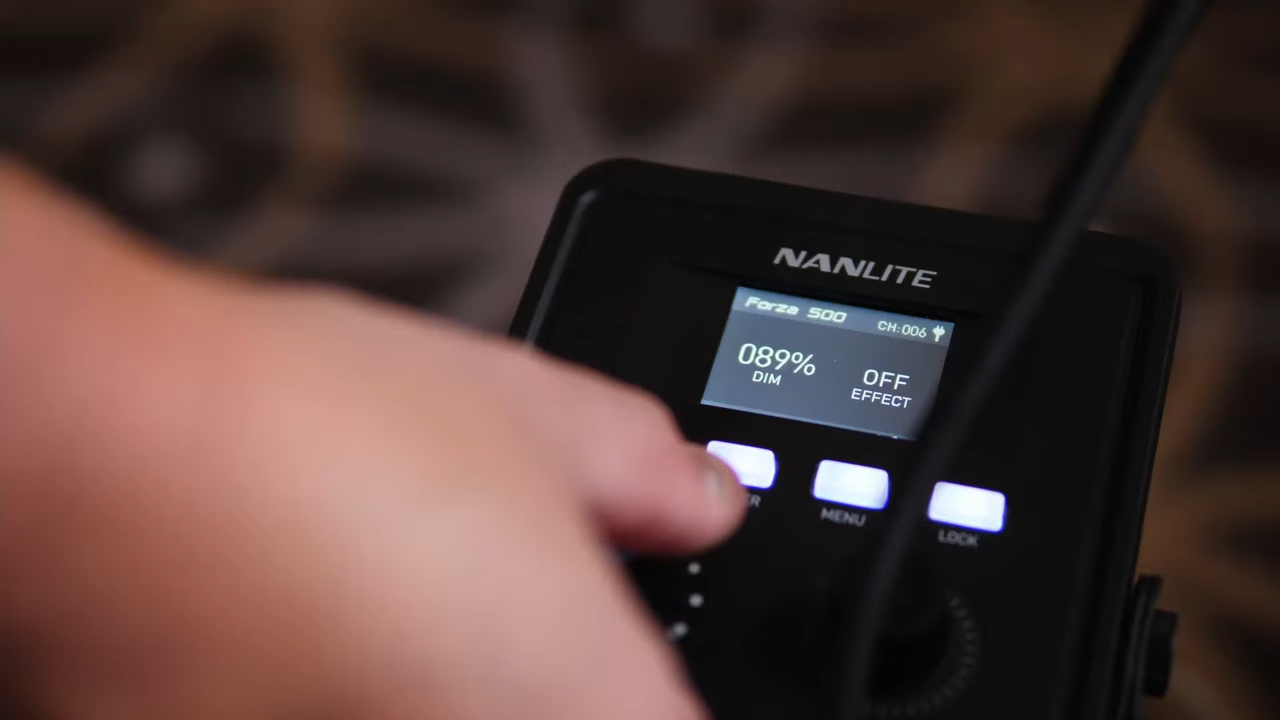 NANLITE
Forza 500 CH:006
089% OFF
DIM EFFECT
MENU LOCK